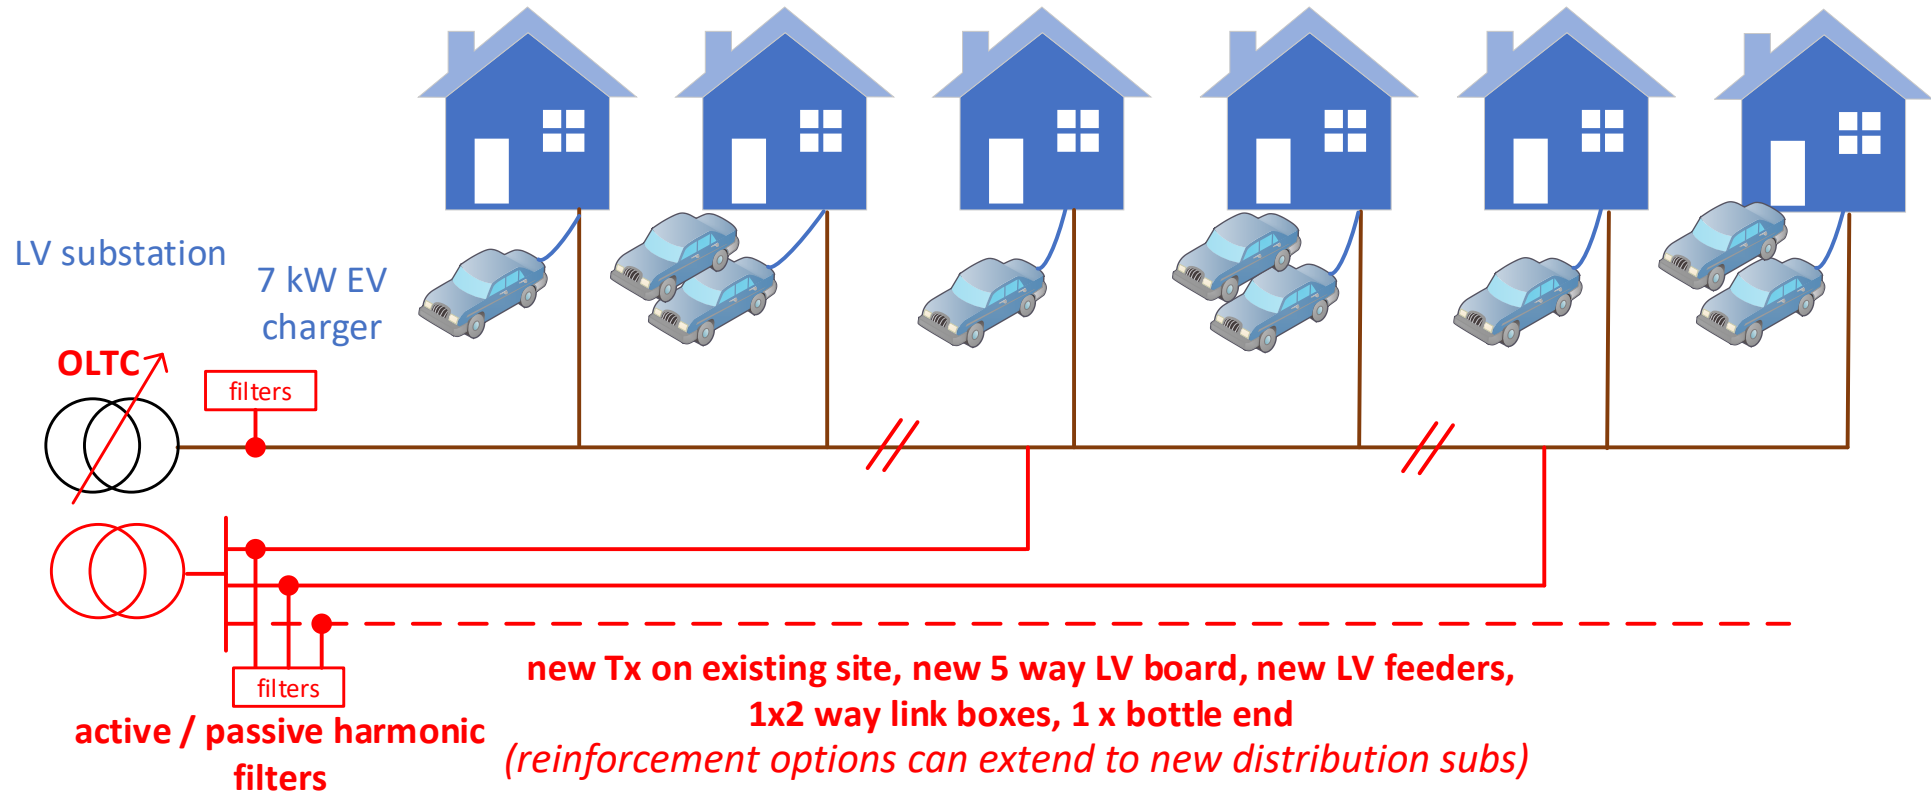 LV substation
7 kW EV
charger
OLTC
filters
filters
active / passive harmonic
filters
new Tx on existing site, new 5 way LV board, new LV feeders,
1x2 way link boxes, 1 x bottle end
(reinforcement options can extend to new distribution subs)